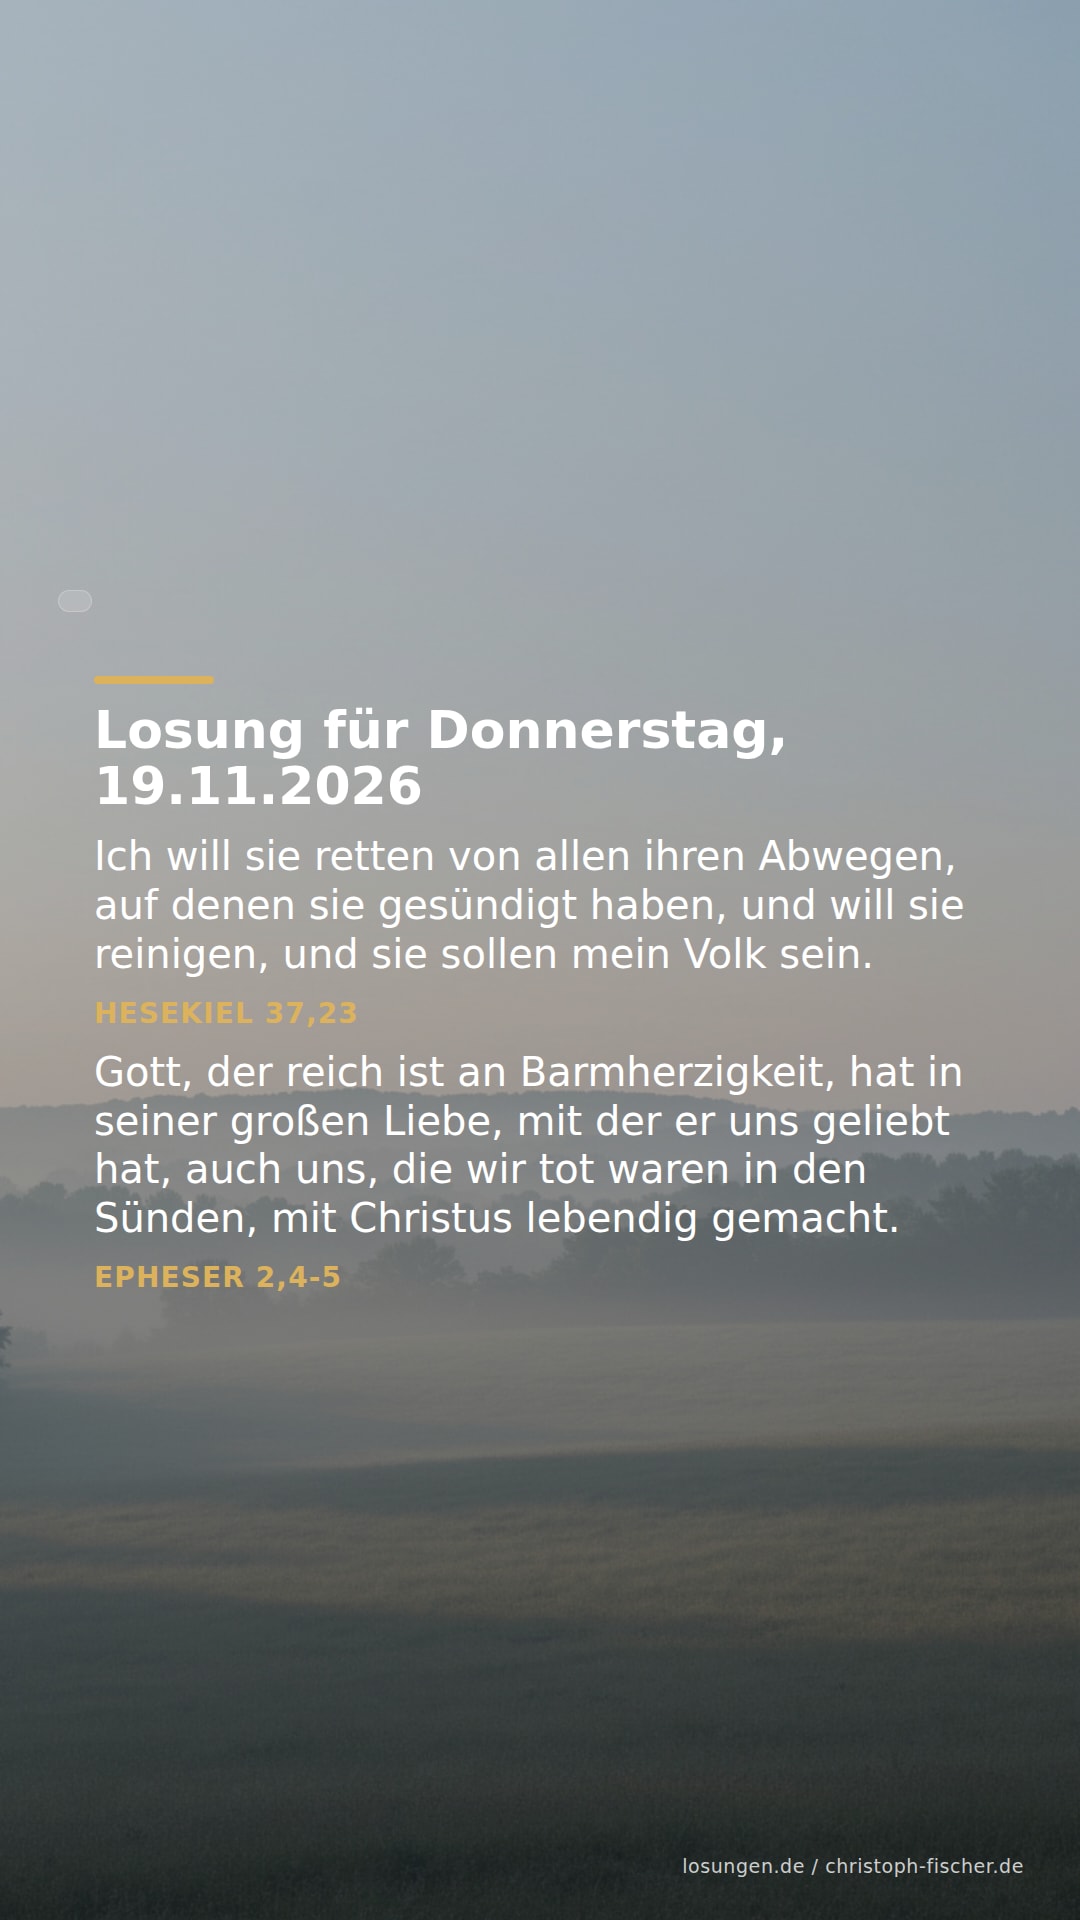 Losung für Donnerstag,
19.11.2026
Ich will sie retten von allen ihren Abwegen,
auf denen sie gesündigt haben, und will sie
reinigen, und sie sollen mein Volk sein.
HESEKIEL 37,23
Gott, der reich ist an Barmherzigkeit, hat in
seiner großen Liebe, mit der er uns geliebt
hat, auch uns, die wir tot waren in den
Sünden, mit Christus lebendig gemacht.
EPHESER 2,4-5
losungen.de / christoph-fischer.de